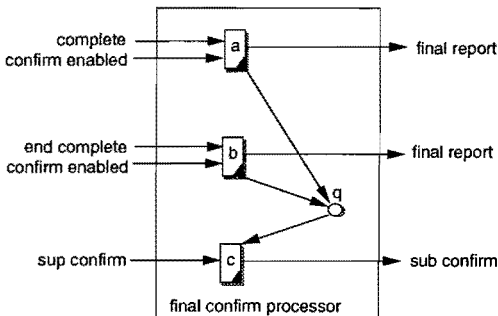 complete
confirm enabled
a
final report
end complete
confirm enabled
b
final report
q
sup confirm
c
sub confirm
final confirm processor